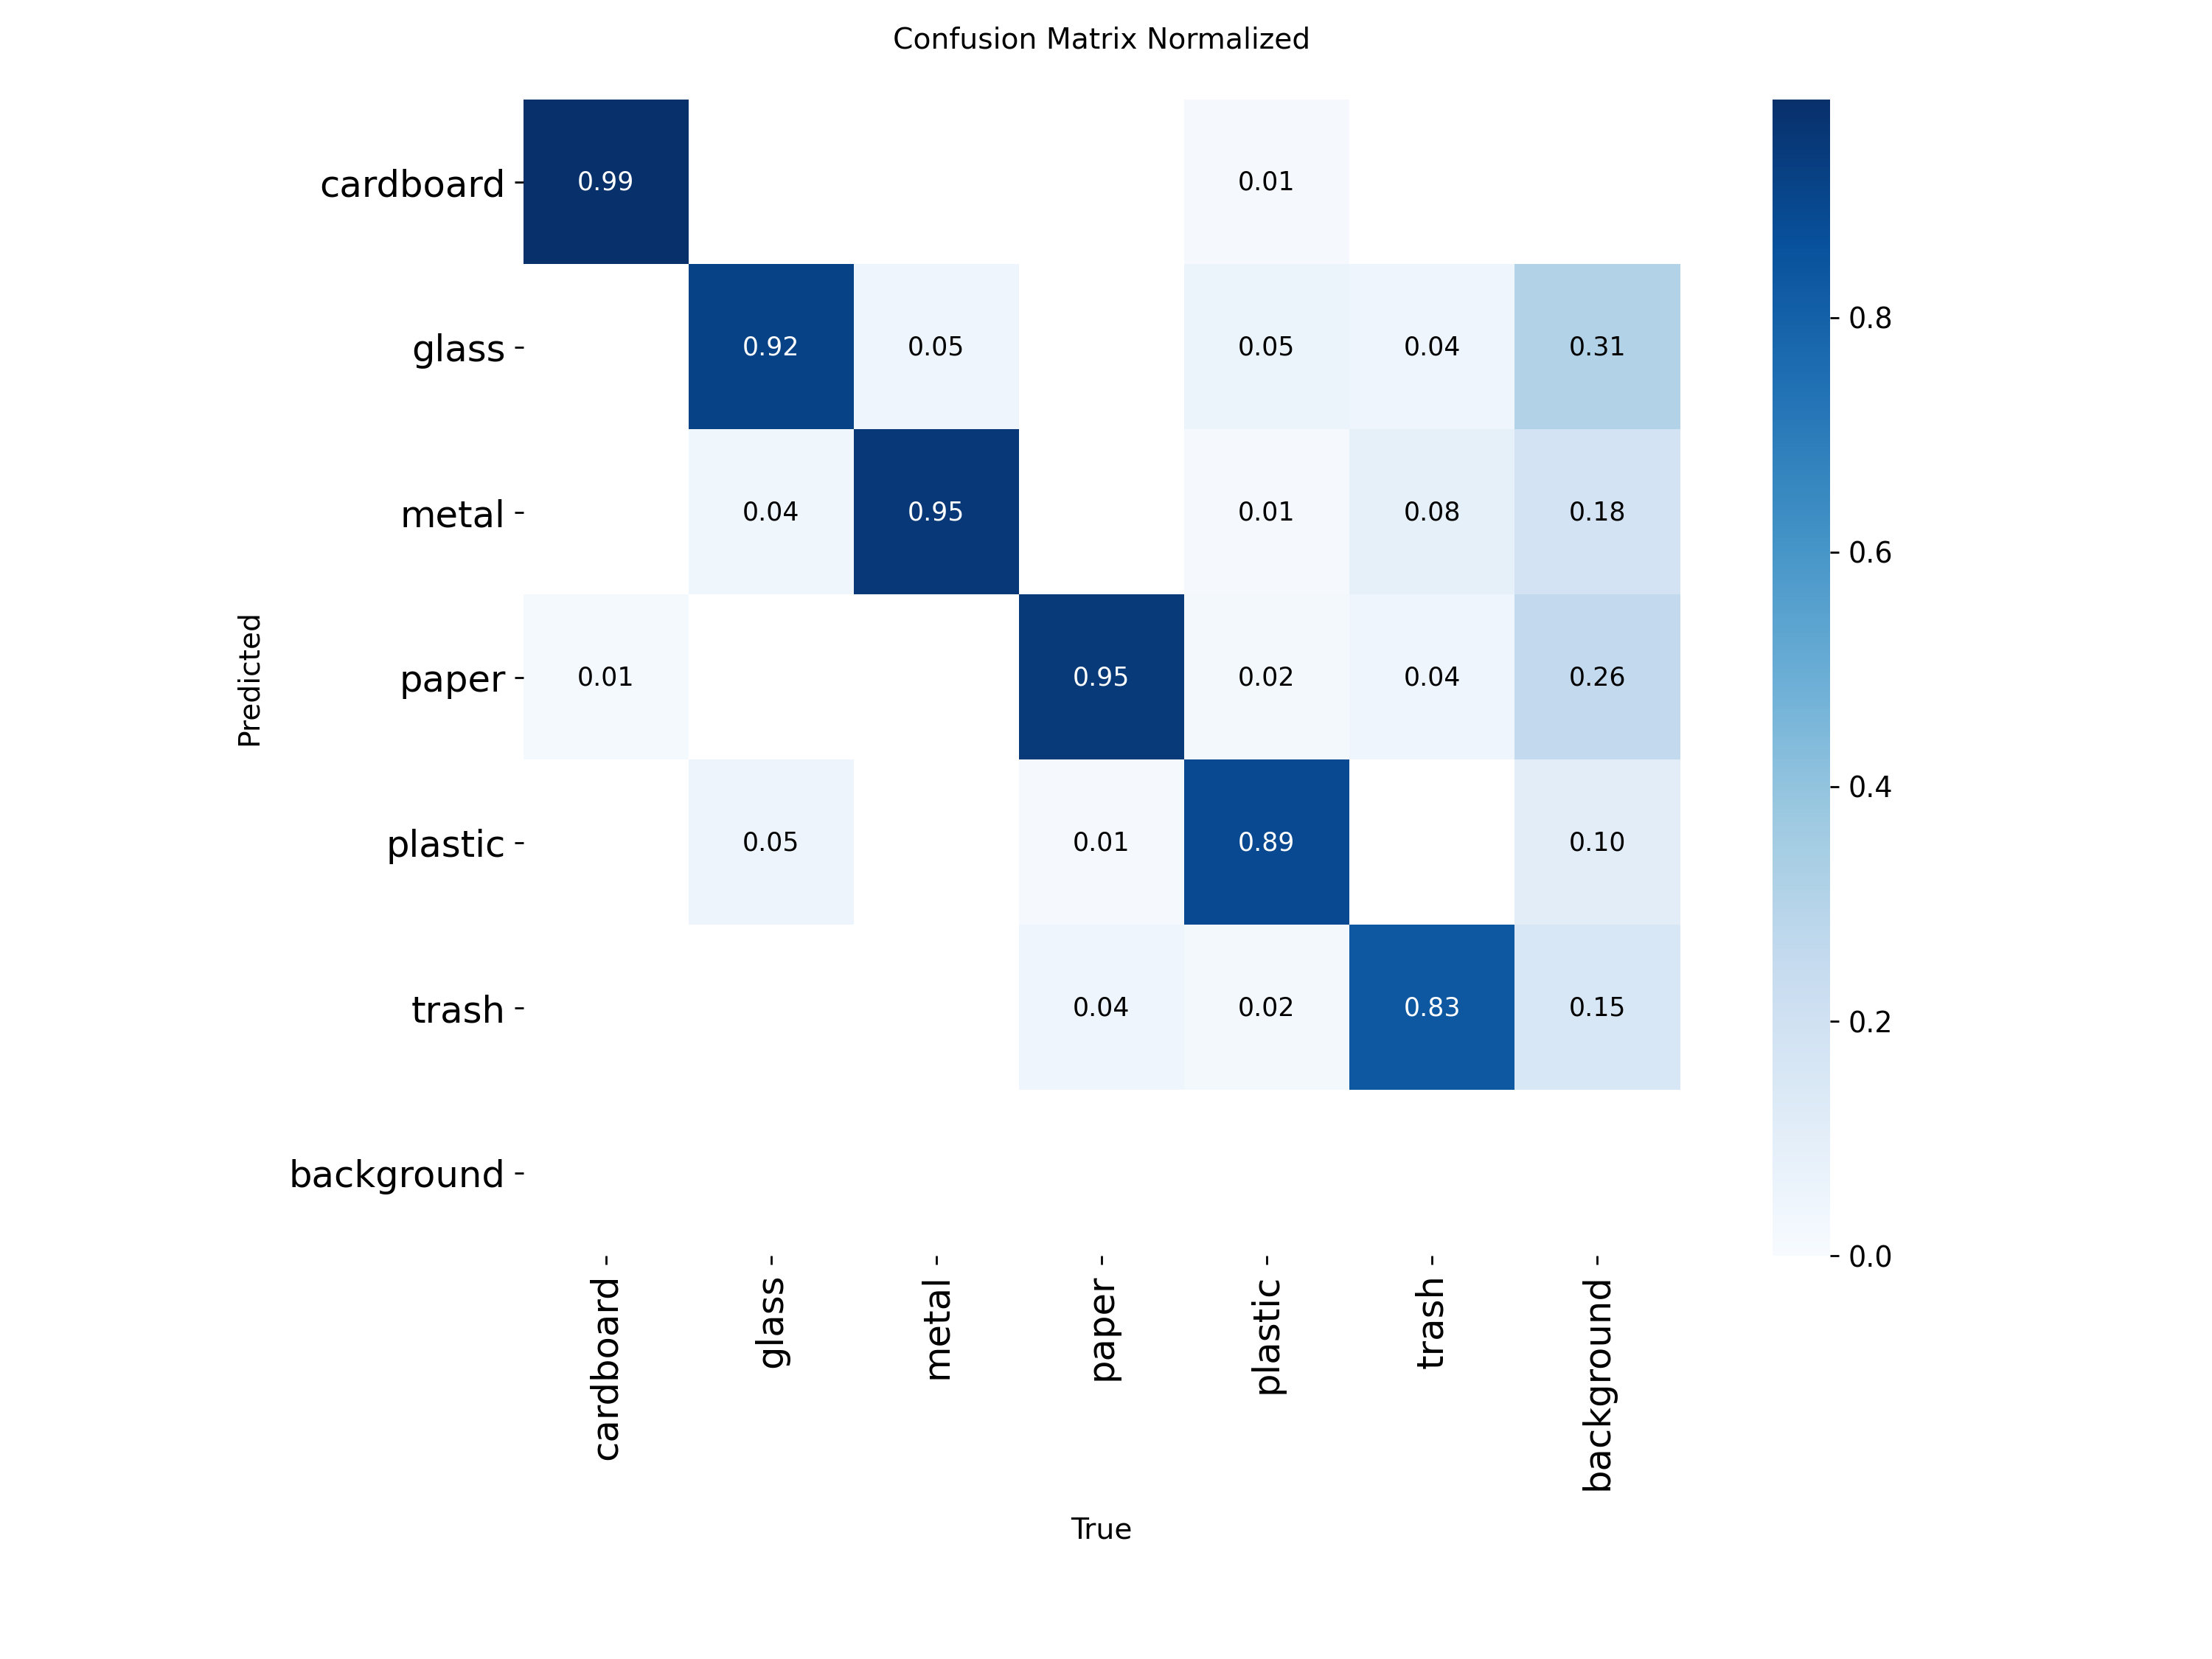 Confusion Matrix Normalized
cardboard
0.99
0.01
glass
0.92
0.05
0.05
0.04
0.31
0.8
metal
0.04
0.95
0.01
0.08
0.18
0.6
Predicted
paper
0.01
0.95
0.02
0.04
0.26
0.4
plastic
0.05
0.01
0.89
0.10
trash
0.04
0.02
0.83
0.15
0.2
background
0.0
cardboard
glass
metal
paper
plastic
trash
background
True